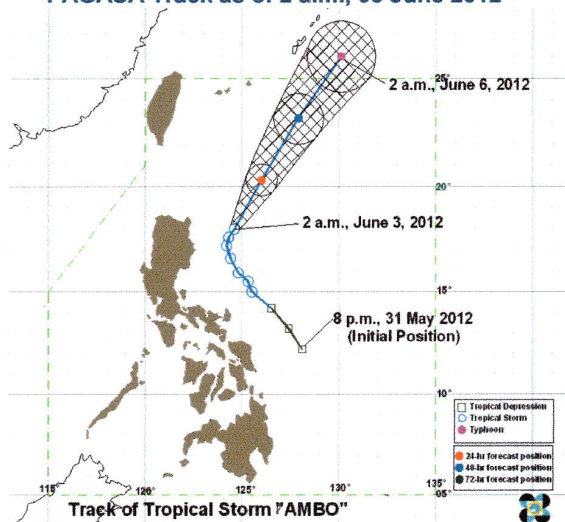 PAGASA Track as of 2 a.m., 03 June 2012
25°
2 a.m., June 6, 2012
20°
2 a.m., June 3, 2012
15°
8 p.m., 31 May 2012
(Initial Position)
10°
Tropical Depression
Tropical Storm
Typhoon
24-hr forecast position
48-hr forecast position
72-hr forecast position
115° 120° 125° 130° 135° 05°
Track of Tropical Storm "AMBO"